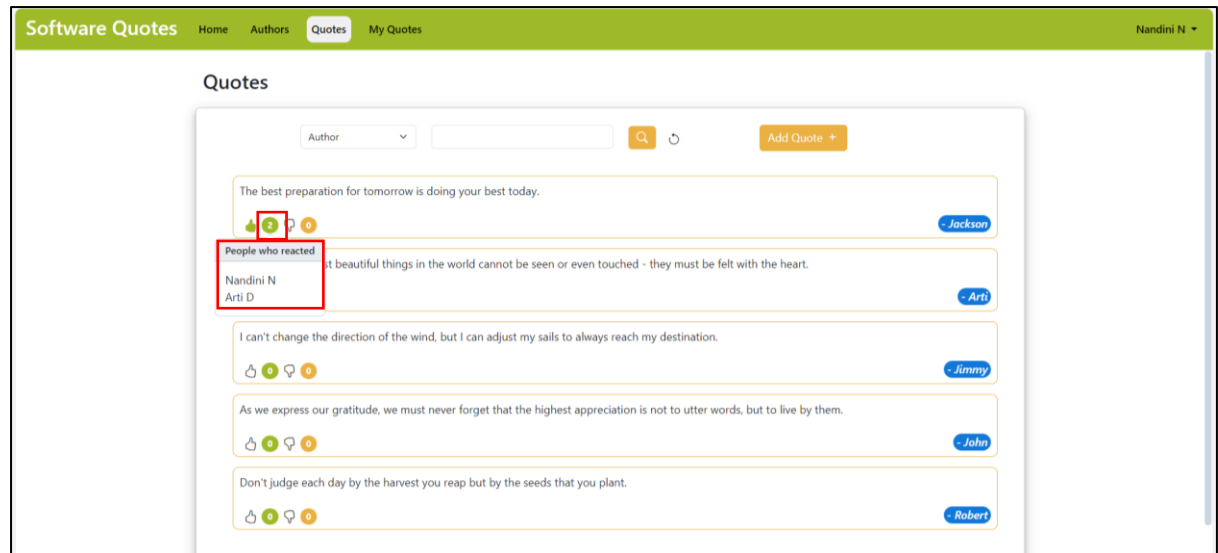 Software Quotes Home Authors Quotes My Quotes Nandini N
Quotes
Author Add Quote +
The best preparation for tomorrow is doing your best today.
2 0 - Jackson
People who reacted
st beautiful things in the world cannot be seen or even touched - they must be felt with the heart.
Nandini N
Arti D - Arti
I can't change the direction of the wind, but I can adjust my sails to always reach my destination.
0 0 - Jimmy
As we express our gratitude, we must never forget that the highest appreciation is not to utter words, but to live by them.
0 0 - John
Don't judge each day by the harvest you reap but by the seeds that you plant.
0 0 - Robert